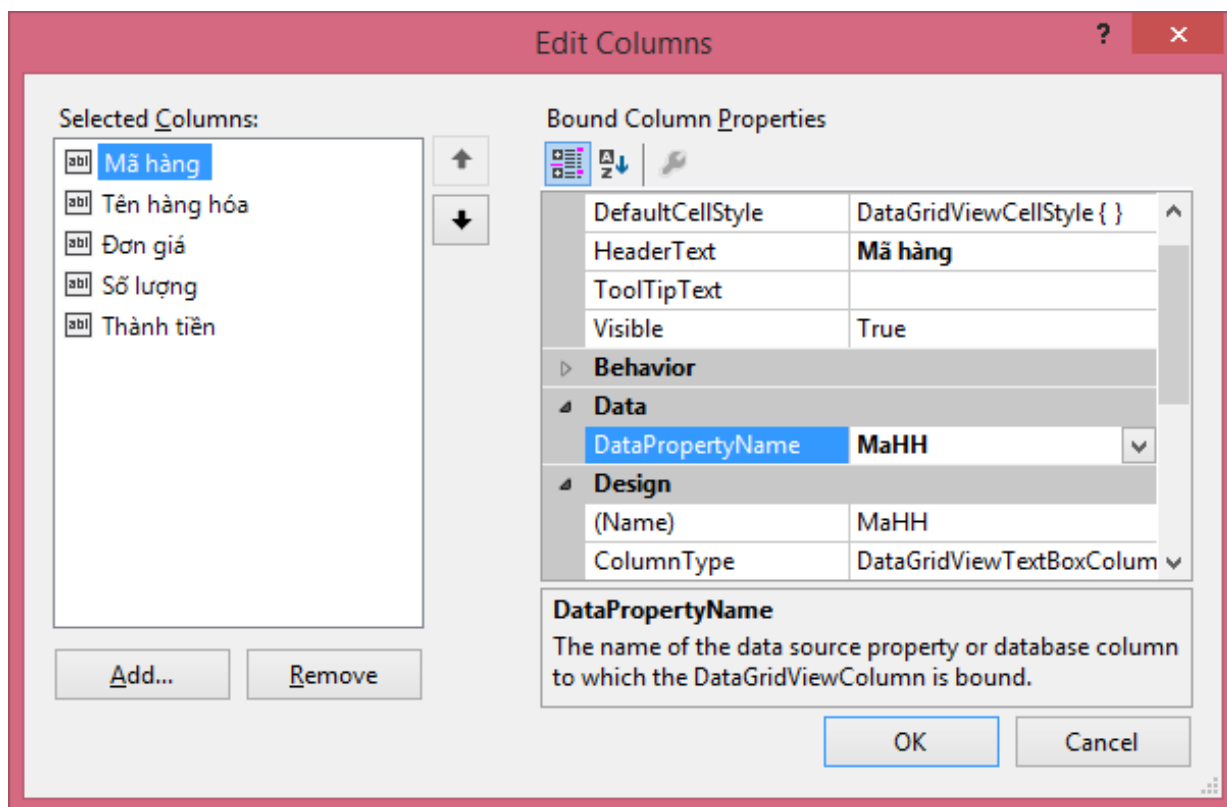 Edit Columns
?
×
Selected Columns:
Mã hàng
Tên hàng hóa
Đơn giá
Số lượng
Thành tiền
Add...
Remove
Bound Column Properties
DefaultCellStyle DataGridViewCellStyle { }
HeaderText Mã hàng
ToolTipText
Visible True
Behavior
Data
DataPropertyName MaHH
Design
(Name) MaHH
ColumnType DataGridViewTextBoxColum
DataPropertyName
The name of the data source property or database column
to which the DataGridViewColumn is bound.
OK
Cancel